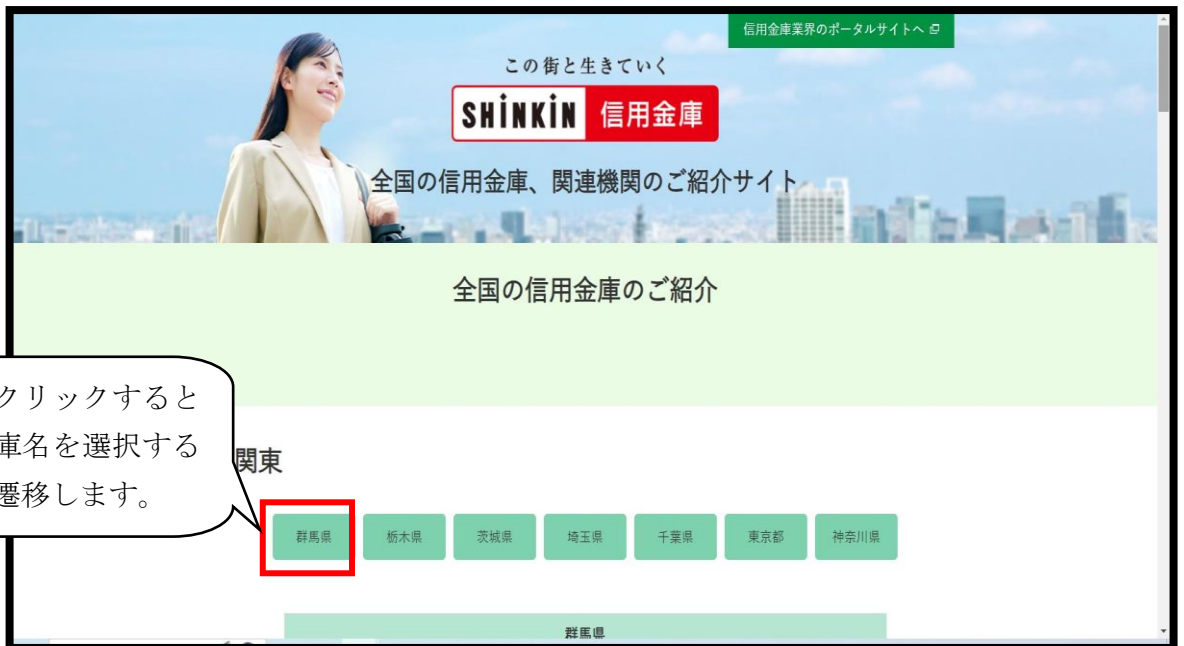 信用金庫業界のポータルサイトへ
この街と生きていく
SHINKIN 信用金庫
全国の信用金庫、関連機関のご紹介サイト
全国の信用金庫のご紹介
クリックすると
庫名を選択する
遷移します。
関東
群馬県 栃木県 茨城県 埼玉県 千葉県 東京都 神奈川県
群馬県